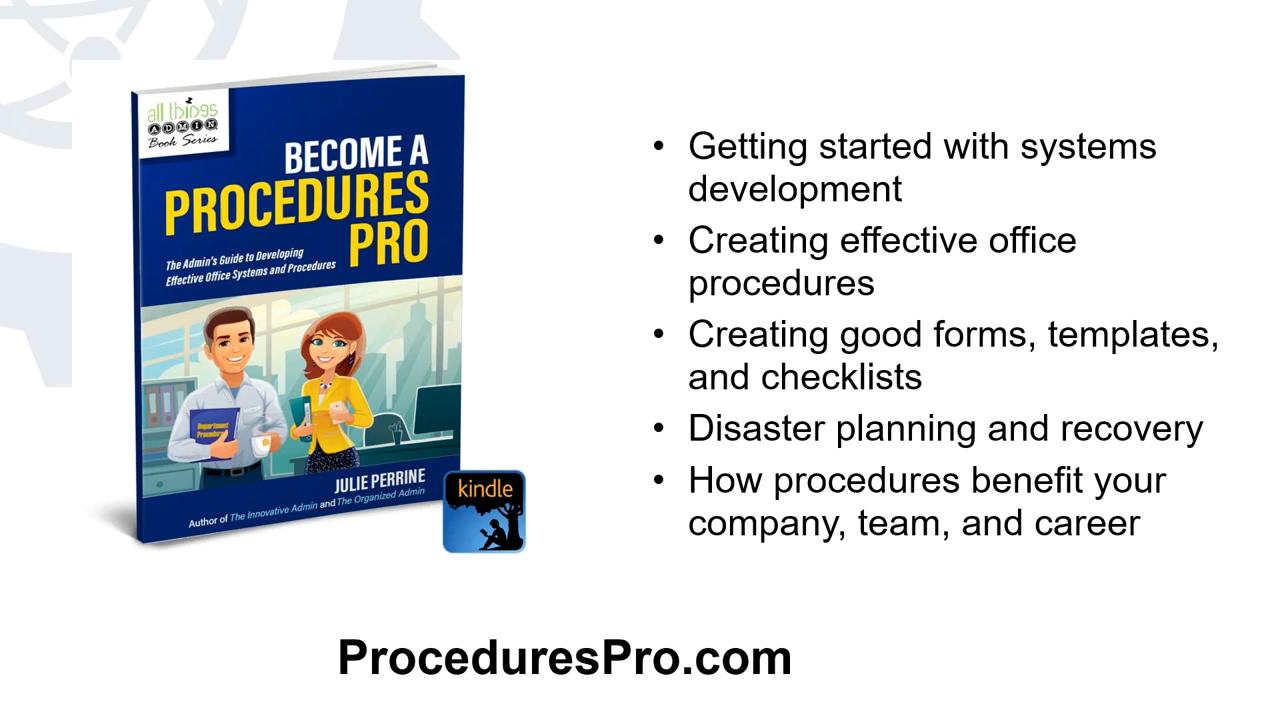 all things
ADMIN
Book Series
BECOME A
PROCEDURES
PRO
The Admin's Guide to Developing
Effective Office Systems and Procedures
Department
Procedures
JULIE PERRINE
Author of The Innovative Admin and The Organized Admin
kindle
• Getting started with systems
development
• Creating effective office
procedures
• Creating good forms, templates,
and checklists
• Disaster planning and recovery
• How procedures benefit your
company, team, and career
ProceduresPro.com